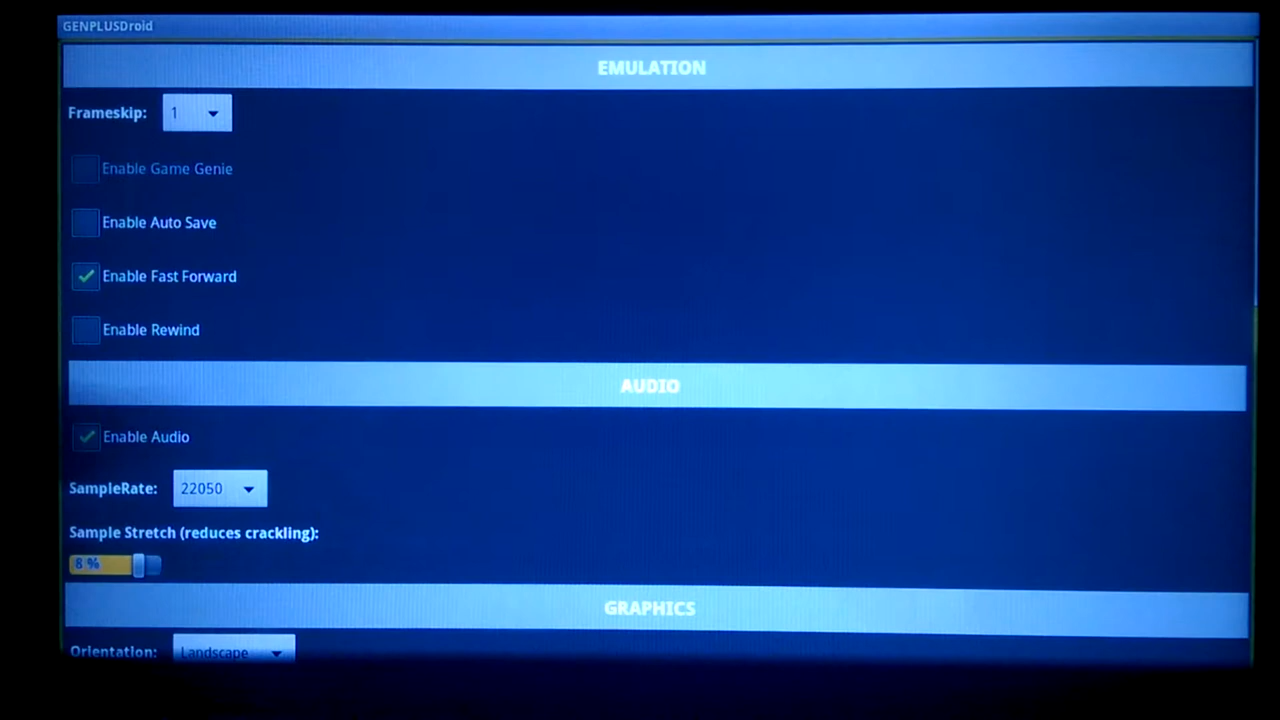 GENPLUSDroid
EMULATION
Frameskip: 1
Enable Game Genie
Enable Auto Save
Enable Fast Forward
Enable Rewind
AUDIO
Enable Audio
SampleRate: 22050
Sample Stretch (reduces crackling):
8 %
GRAPHICS
Orientation: Landscape